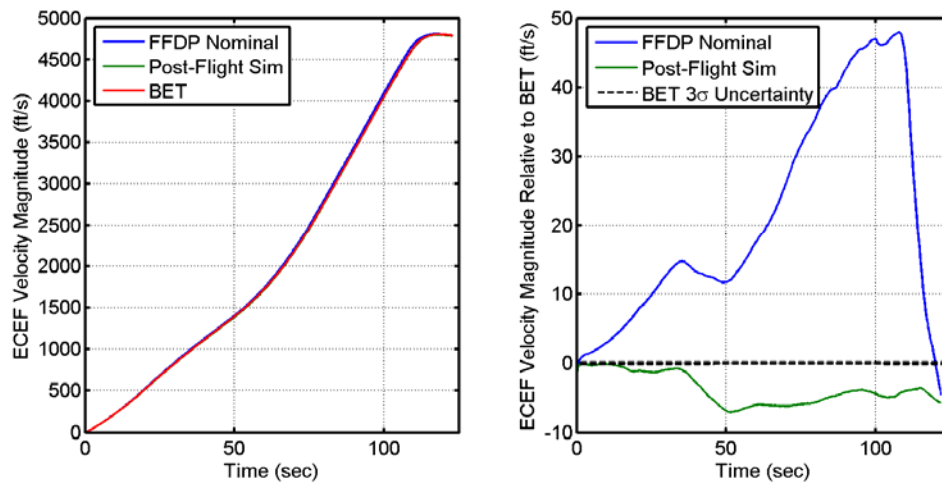 ECEF Velocity Magnitude (ft/s)
5000
4500
4000
3500
3000
2500
2000
1500
1000
500
0
FFDP Nominal
Post-Flight Sim
BET
0 50 100
Time (sec)
ECEF Velocity Magnitude Relative to BET (ft/s)
50
40
30
20
10
0
-10
FFDP Nominal
Post-Flight Sim
BET 3σ Uncertainty
0 50 100
Time (sec)